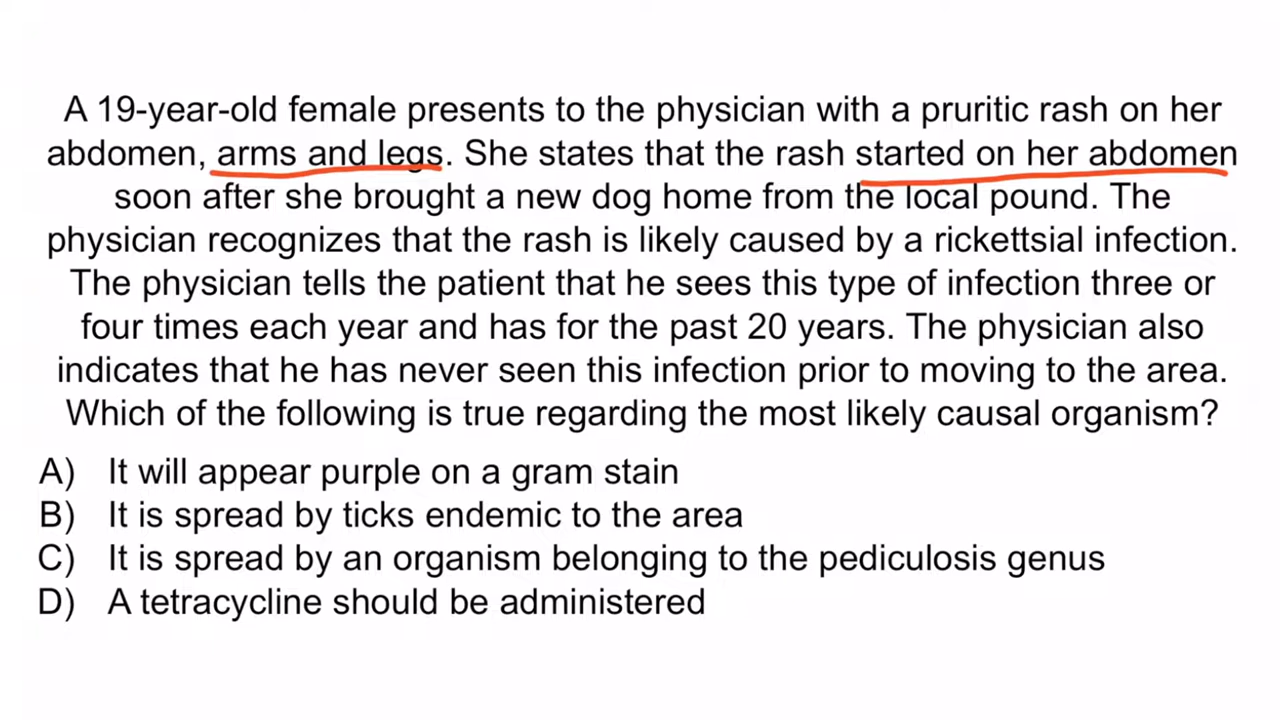 A 19-year-old female presents to the physician with a pruritic rash on her
abdomen, arms and legs. She states that the rash started on her abdomen
soon after she brought a new dog home from the local pound. The
physician recognizes that the rash is likely caused by a rickettsial infection.
The physician tells the patient that he sees this type of infection three or
four times each year and has for the past 20 years. The physician also
indicates that he has never seen this infection prior to moving to the area.
Which of the following is true regarding the most likely causal organism?
A) It will appear purple on a gram stain
B) It is spread by ticks endemic to the area
C) It is spread by an organism belonging to the pediculosis genus
D) A tetracycline should be administered